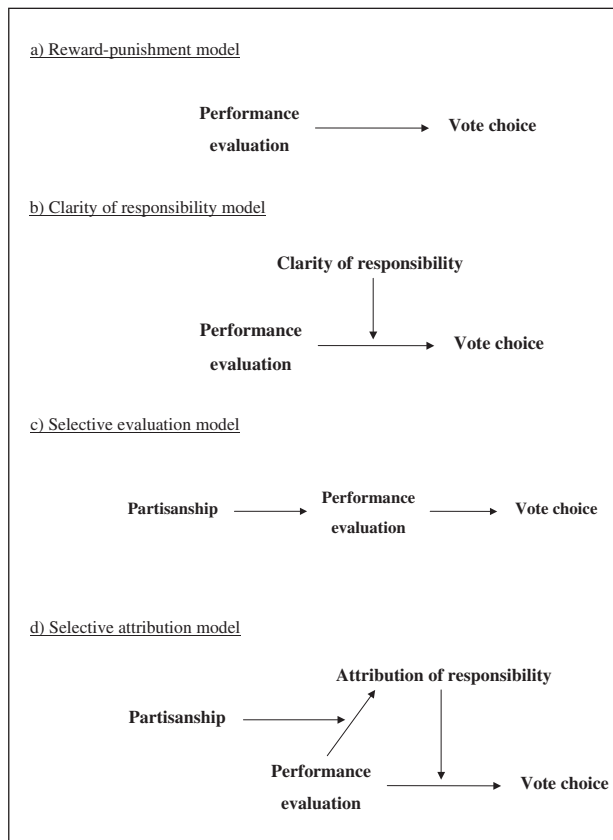 a) Reward-punishment model
Performance
evaluation
Vote choice
b) Clarity of responsibility model
Clarity of responsibility
Performance
evaluation
Vote choice
c) Selective evaluation model
Partisanship
Performance
evaluation
Vote choice
d) Selective attribution model
Attribution of responsibility
Partisanship
Performance
evaluation
Vote choice